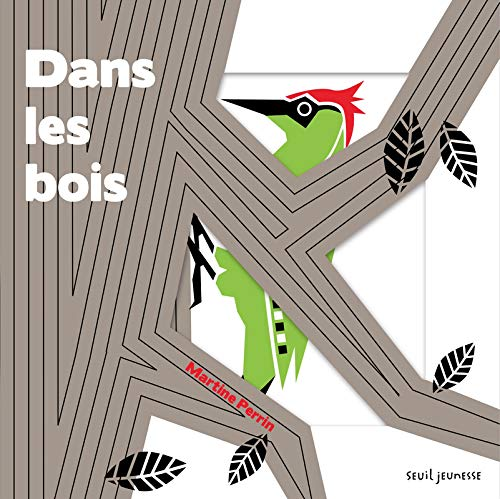 Dans
les
bois
Martine Perrin
SEUIL JEUNESSE